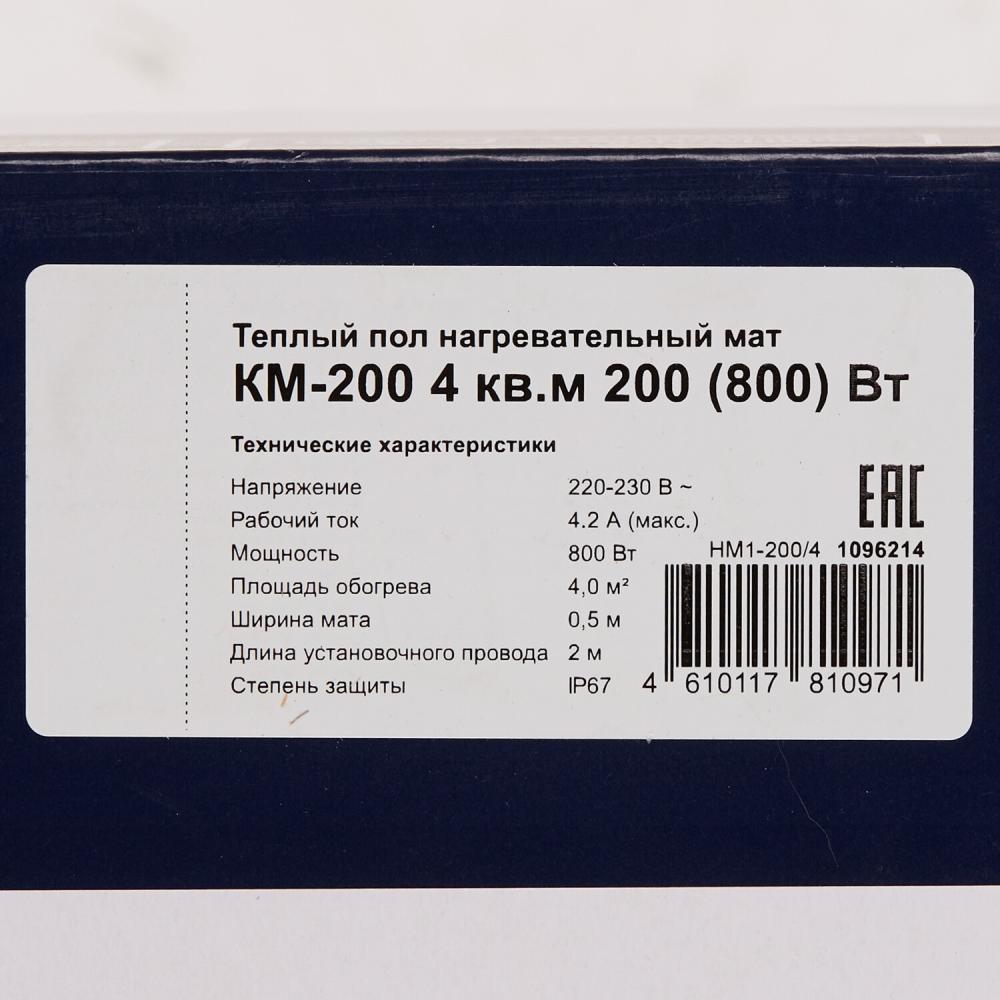 Теплый пол нагревательный мат
КМ-200 4 кв.м 200 (800) Вт
Технические характеристики
Напряжение 220-230 В ~
Рабочий ток 4.2 А (макс.)
Мощность 800 Вт
Площадь обогрева 4,0 м²
Ширина мата 0,5 м
Длина установочного провода 2 м
Степень защиты IP67
EAC
НМ1-200/4 1096214
4 610117 810971